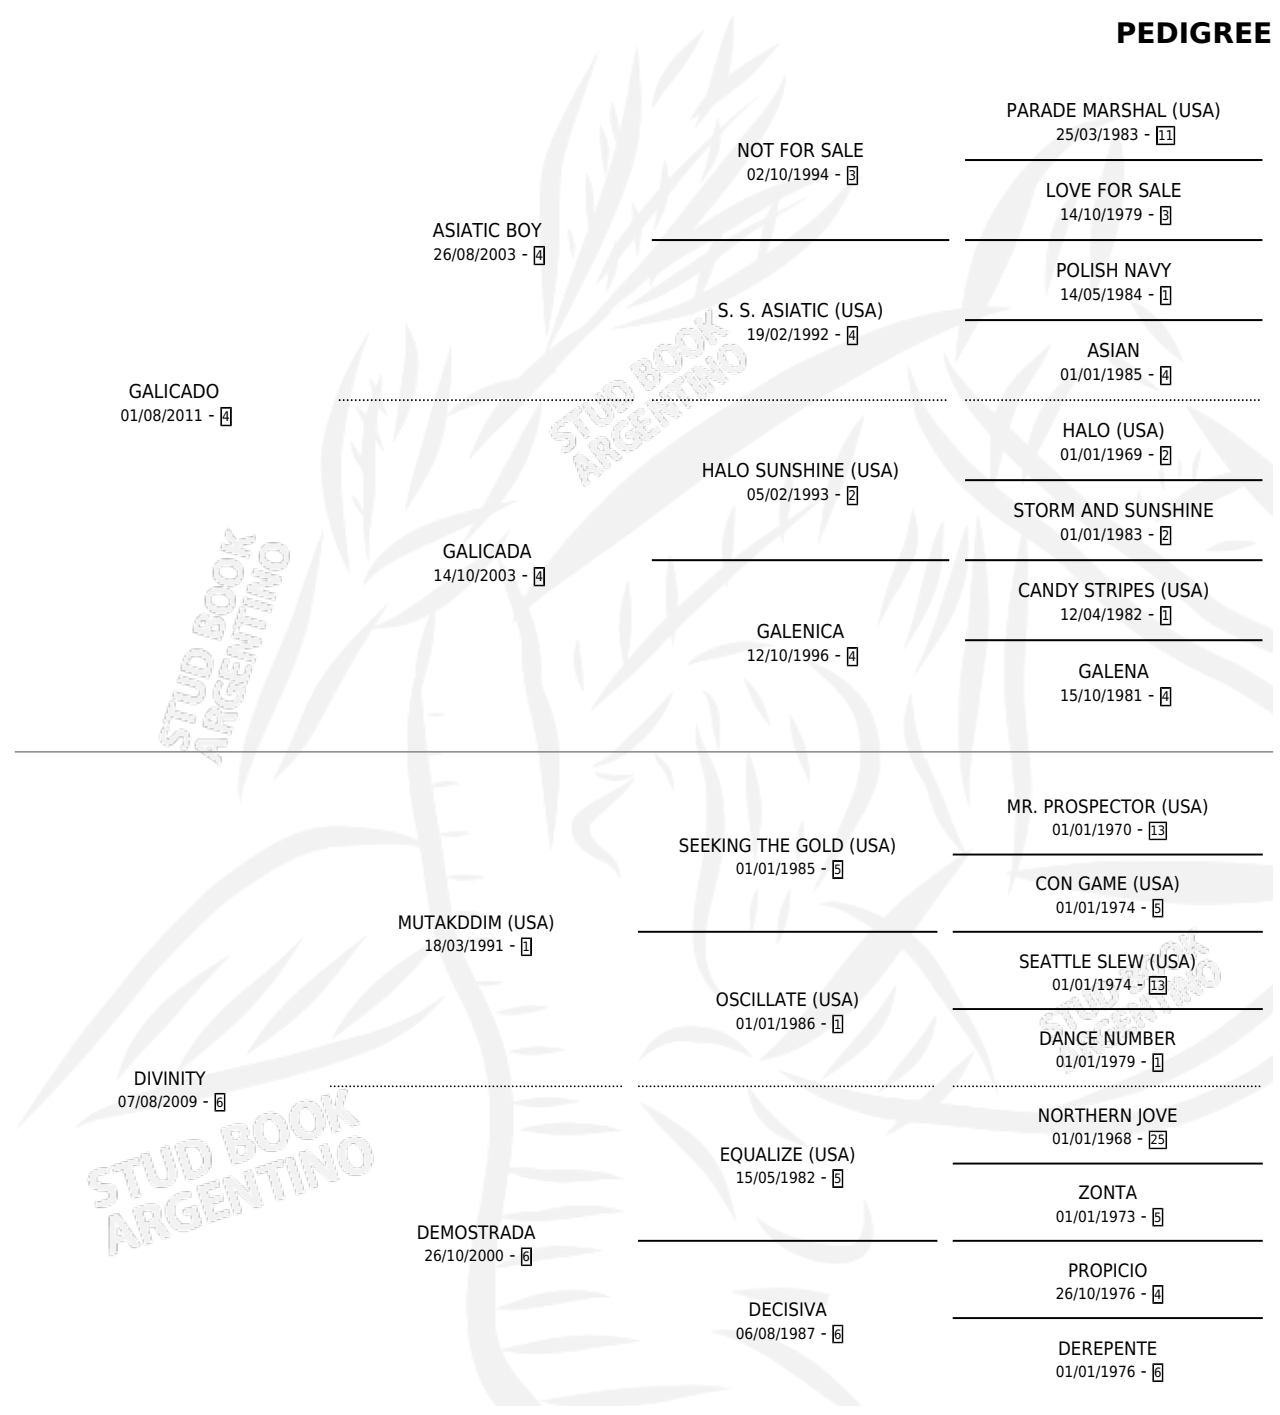 PEDIGREE
PARADE MARSHAL (USA)
25/03/1983 - 11
NOT FOR SALE
02/10/1994 - 3
LOVE FOR SALE
14/10/1979 - 3
ASIATIC BOY
26/08/2003 - 4
POLISH NAVY
14/05/1984 - 1
S. S. ASIATIC (USA)
19/02/1992 - 4
ASIAN
01/01/1985 - 4
GALICADO
01/08/2011 - 4
STUD BOOK
ARGENTINO
HALO (USA)
01/01/1969 - 2
HALO SUNSHINE (USA)
05/02/1993 - 2
STORM AND SUNSHINE
01/01/1983 - 2
GALICADA
14/10/2003 - 4
CANDY STRIPES (USA)
12/04/1982 - 1
GALENICA
12/10/1996 - 4
GALENA
15/10/1981 - 4
STUD BOOK
ARGENTINO
MR. PROSPECTOR (USA)
01/01/1970 - 13
SEEKING THE GOLD (USA)
01/01/1985 - 5
CON GAME (USA)
01/01/1974 - 5
MUTAKDDIM (USA)
18/03/1991 - 1
SEATTLE SLEW (USA)
01/01/1974 - 13
OSCILLATE (USA)
01/01/1986 - 1
STUD BOOK
ARGENTINO
DANCE NUMBER
01/01/1979 - 1
DIVINITY
07/08/2009 - 6
STUD BOOK
ARGENTINO
NORTHERN JOVE
01/01/1968 - 25
EQUALIZE (USA)
15/05/1982 - 5
ZONTA
01/01/1973 - 5
DEMOSTRADA
26/10/2000 - 6
PROPICIO
26/10/1976 - 4
DECISIVA
06/08/1987 - 6
DEREPENTE
01/01/1976 - 6